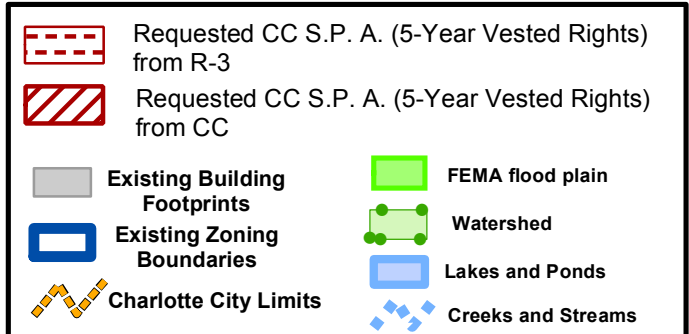 Requested CC S.P. A. (5-Year Vested Rights)
from R-3
Requested CC S.P. A. (5-Year Vested Rights)
from CC
Existing Building
Footprints
Existing Zoning
Boundaries
Charlotte City Limits
FEMA flood plain
Watershed
Lakes and Ponds
Creeks and Streams